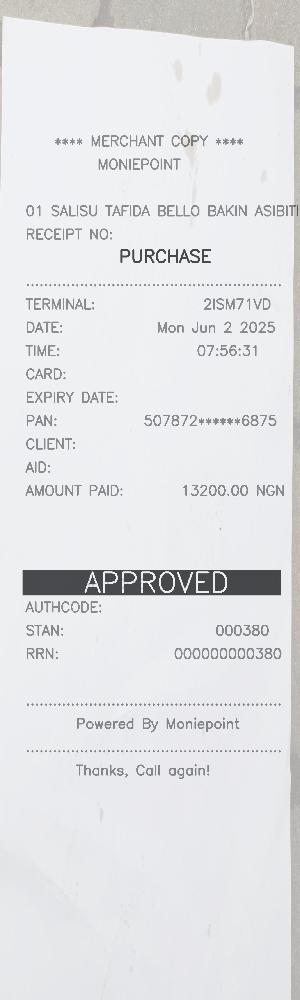 **** MERCHANT COPY ****
MONIEPOINT
01 SALISU TAFIDA BELLO BAKIN ASIBITI
RECEIPT NO:
PURCHASE
TERMINAL: 2ISM71VD
DATE: Mon Jun 2 2025
TIME: 07:56:31
CARD:
EXPIRY DATE:
PAN: 507872******6875
CLIENT:
AID:
AMOUNT PAID: 13200.00 NGN
APPROVED
AUTHCODE:
STAN: 000380
RRN: 000000000380
Powered By Moniepoint
Thanks, Call again!